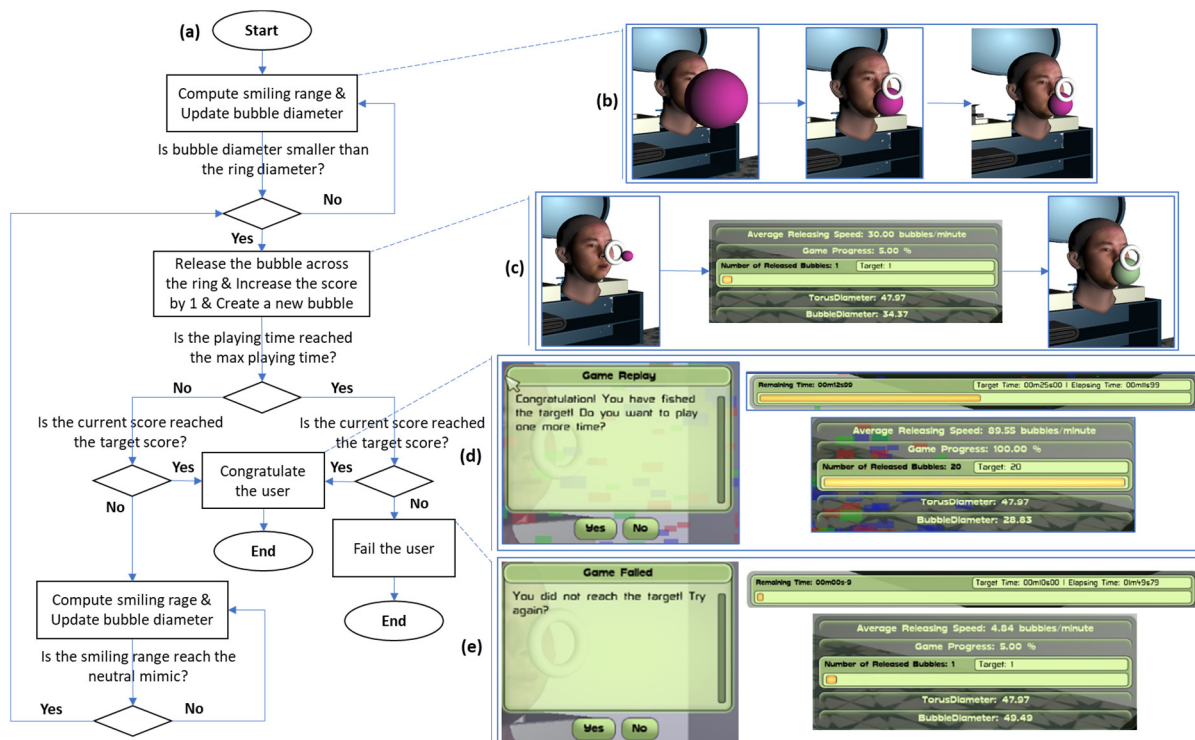 (a)
Start
Compute smiling range &
Update bubble diameter
Is bubble diameter smaller than
the ring diameter?
No
Yes
Release the bubble across
the ring & Increase the score
by 1 & Create a new bubble
Is the playing time reached
the max playing time?
No
Yes
Is the current score reached
the target score?
Is the current score reached
the target score?
Yes
Congratulate
the user
Yes
No
No
End
Fail the user
End
Compute smiling rage &
Update bubble diameter
Is the smiling range reach the
neutral mimic?
Yes
No
(b)
(c)
Average Releasing Speed: 30.00 bubbles/minute
Game Progress: 5.00 %
Number of Released Bubbles: 1
Target: 1
TorusDiameter: 47.97
BubbleDiameter: 34.37
(d)
Game Replay
Congratulation! You have fished
the target! Do you want to play
one more time?
Yes
No
Remaining Time: 00m12s99
Target Time: 00m25s00 | Elapsing Time: 00m11s99
Average Releasing Speed: 89.55 bubbles/minute
Game Progress: 100.00 %
Number of Released Bubbles: 20
Target: 20
TorusDiameter: 47.97
BubbleDiameter: 28.83
(e)
Game Failed
You did not reach the target! Try
again?
Yes
No
Remaining Time: 00m00s-9
Target Time: 00m10s00 | Elapsing Time: 01m49s79
Average Releasing Speed: 4.84 bubbles/minute
Game Progress: 5.00 %
Number of Released Bubbles: 1
Target: 1
TorusDiameter: 47.97
BubbleDiameter: 49.49